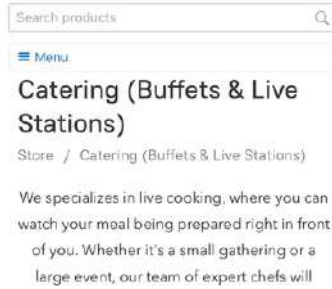 Search products
Menu
Catering (Buffets & Live
Stations)
Store / Catering (Buffets & Live Stations)
We specializes in live cooking, where you can
watch your meal being prepared right in front
of you. Whether it's a small gathering or a
large event, our team of expert chefs will